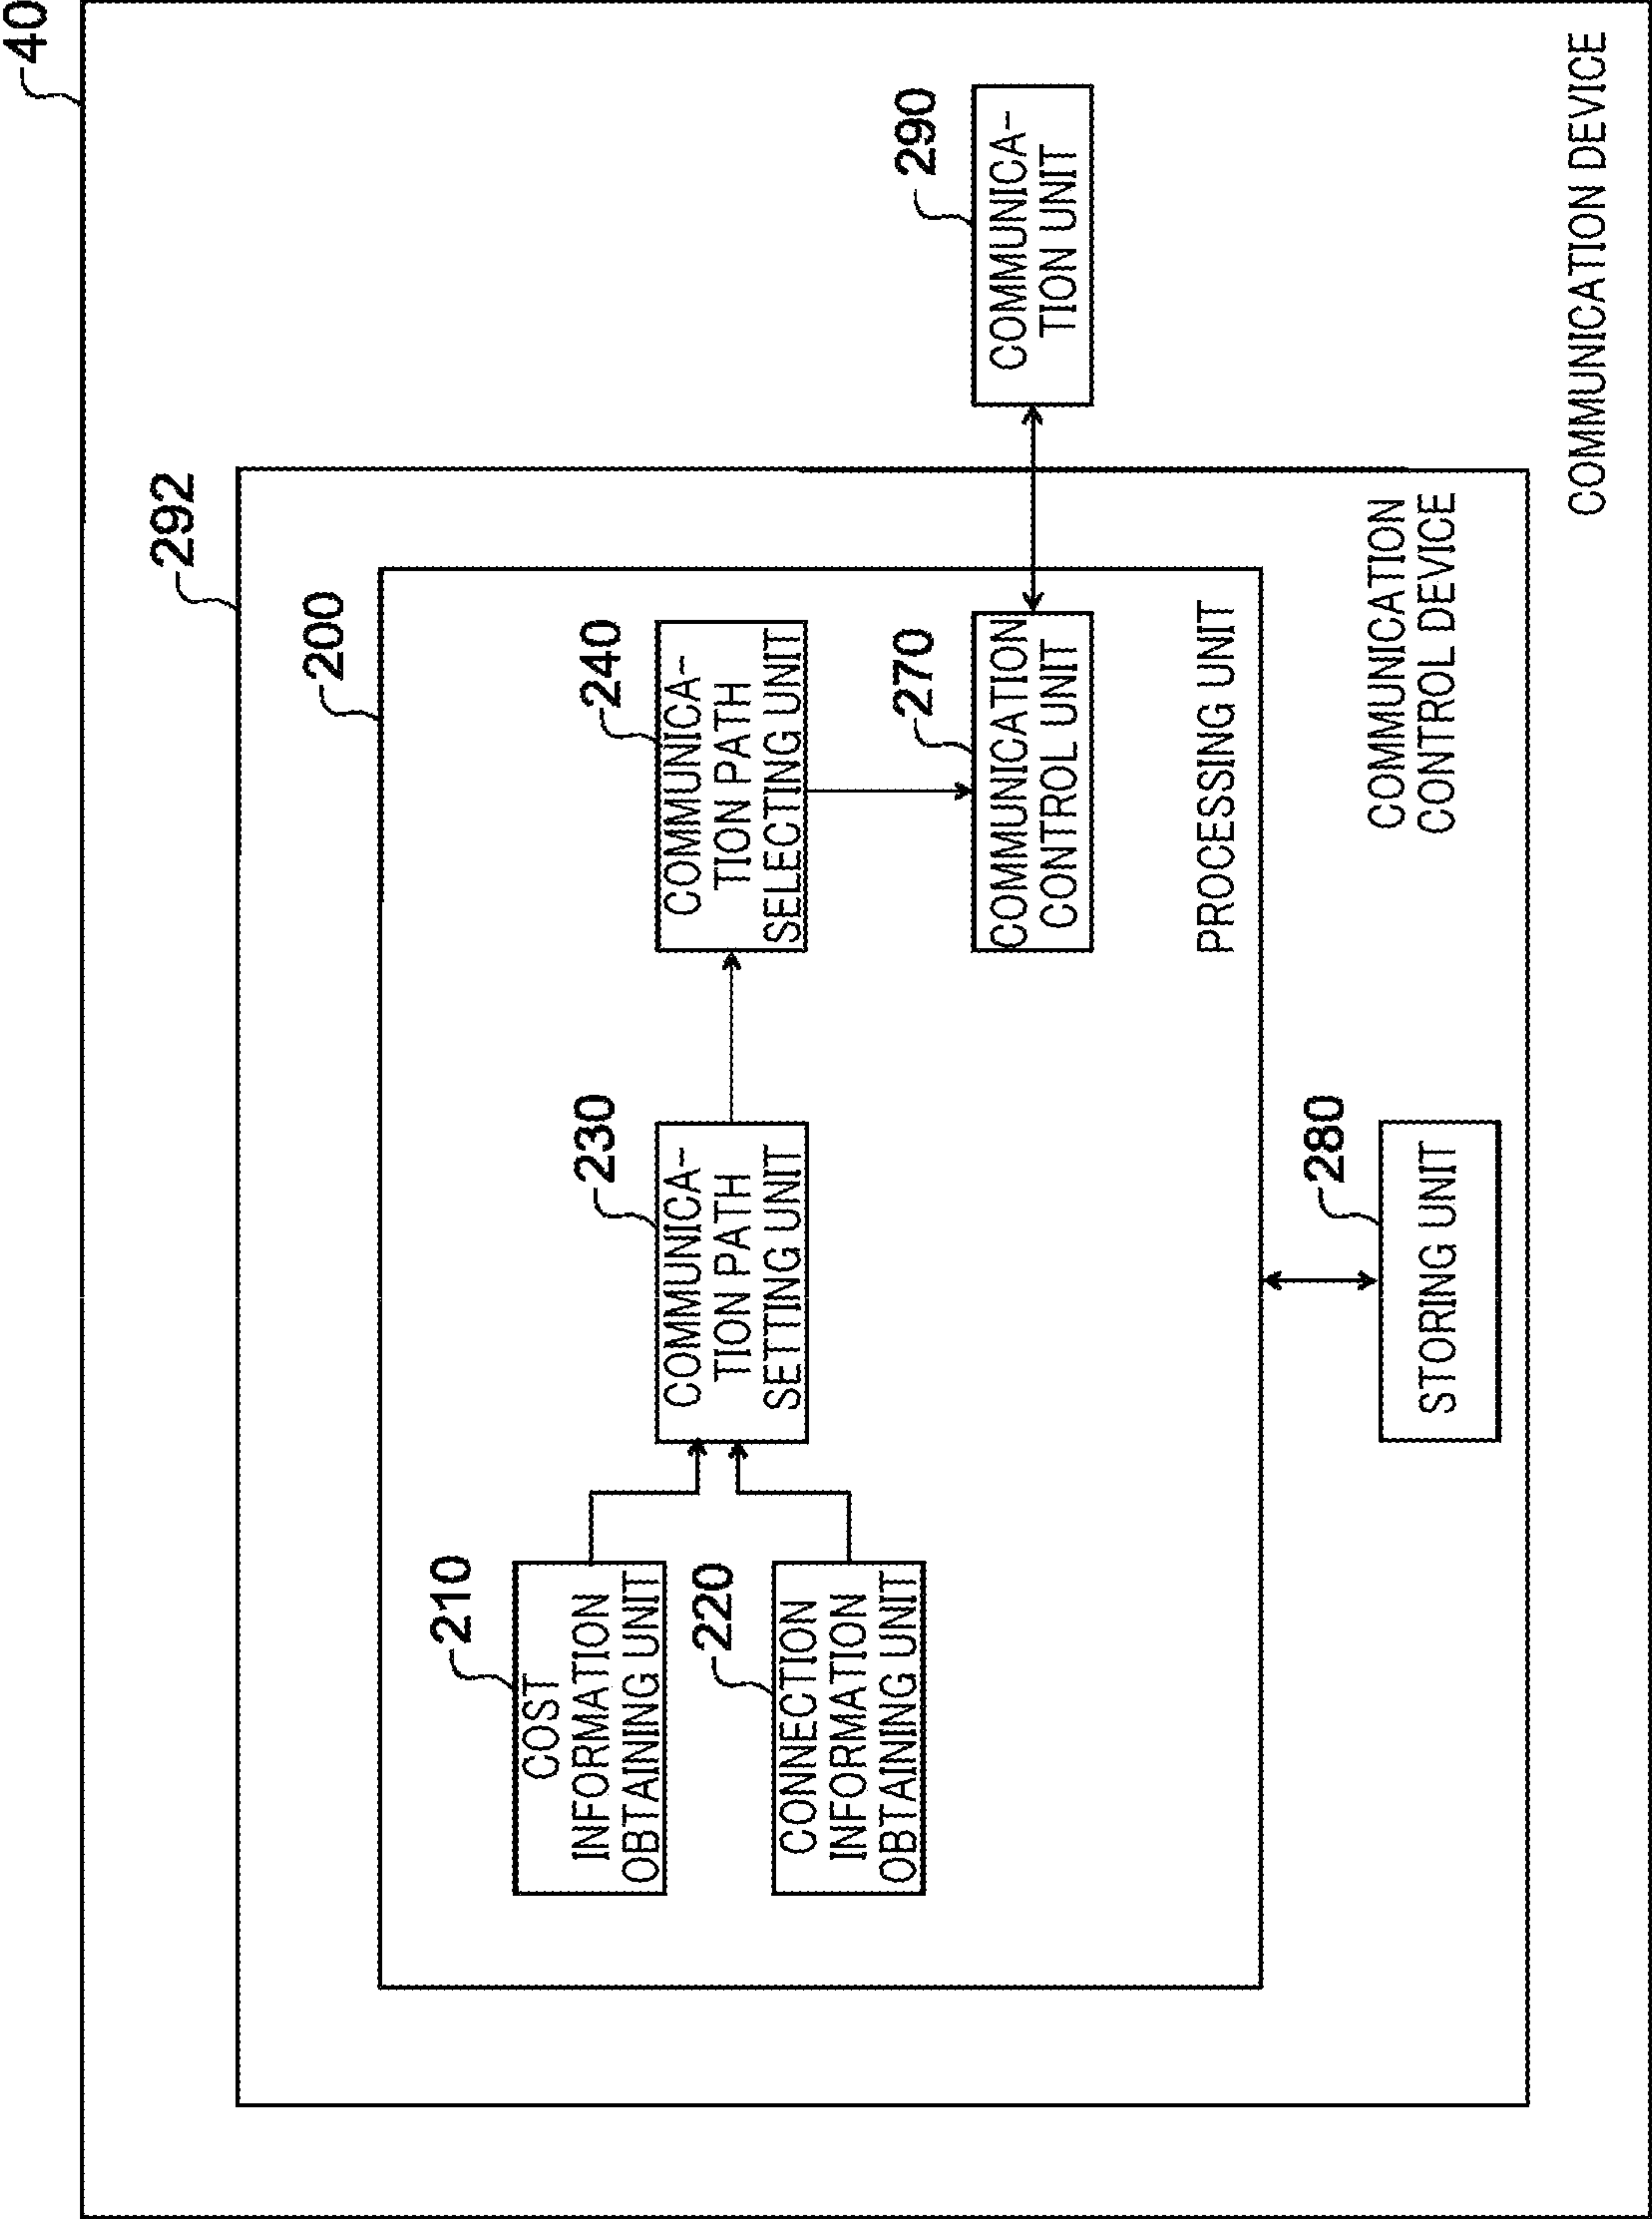 40
292
200
210
COST
INFORMATION
OBTAINING UNIT
220
CONNECTION
INFORMATION
OBTAINING UNIT
230
COMMUNICA-
TION PATH
SETTING UNIT
240
COMMUNICA-
TION PATH
SELECTING UNIT
270
COMMUNICATION
CONTROL UNIT
290
COMMUNICA-
TION UNIT
PROCESSING UNIT
280
STORING UNIT
COMMUNICATION
CONTROL DEVICE
COMMUNICATION DEVICE